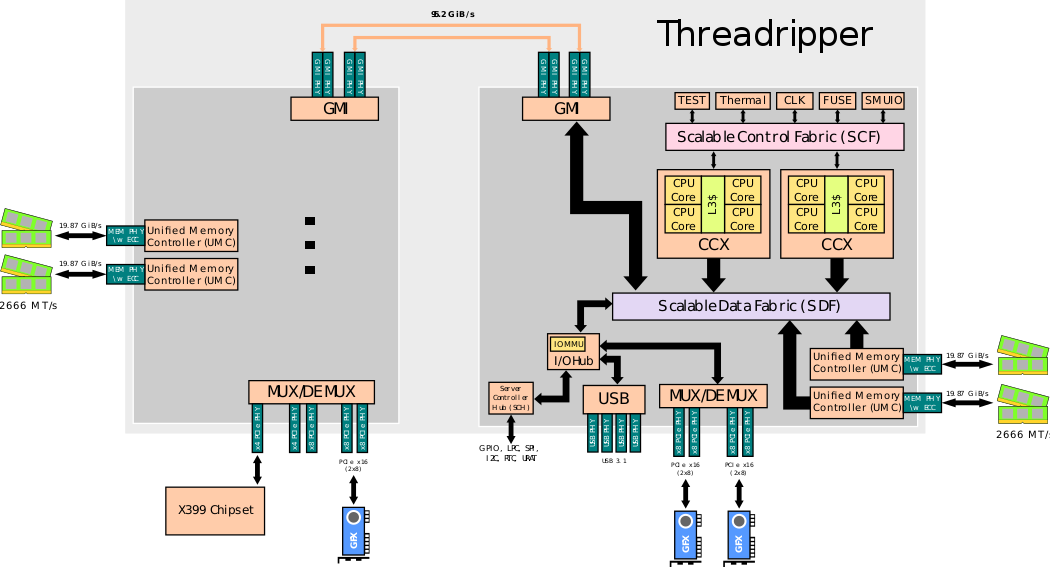 95.2 GiB/s
Threadripper
GMI PHY
GMI PHY
GMI PHY
GMI PHY
GMI PHY
GMI PHY
GMI PHY
GMI PHY
GMI
GMI
TEST
Thermal
CLK
FUSE
SMUIO
Scalable Control Fabric (SCF)
CPU
Core
CPU
Core
L3$
CPU
Core
CPU
Core
CCX
CPU
Core
CPU
Core
L3$
CPU
Core
CPU
Core
CCX
19.87 GiB/s
MEM PHY
\w ECC
Unified Memory
Controller (UMC)
19.87 GiB/s
MEM PHY
\w ECC
Unified Memory
Controller (UMC)
2666 MT/s
Scalable Data Fabric (SDF)
IOMMU
I/O Hub
Unified Memory
Controller (UMC)
MEM PHY
\w ECC
19.87 GiB/s
Unified Memory
Controller (UMC)
MEM PHY
\w ECC
19.87 GiB/s
2666 MT/s
MUX/DEMUX
x4 PCIe PHY
x4 PCIe PHY
x8 PCIe PHY
x8 PCIe PHY
x8 PCIe PHY
PCIe x16
(2x8)
X399 Chipset
GFX
Server
Controller
Hub (SCH)
GPIO, LPC, SPI,
I2C, RTC, UART
USB
USB PHY
USB PHY
USB PHY
USB PHY
USB 3.1
MUX/DEMUX
x8 PCIe PHY
x8 PCIe PHY
x8 PCIe PHY
x8 PCIe PHY
PCIe x16
(2x8)
PCIe x16
(2x8)
GFX
GFX